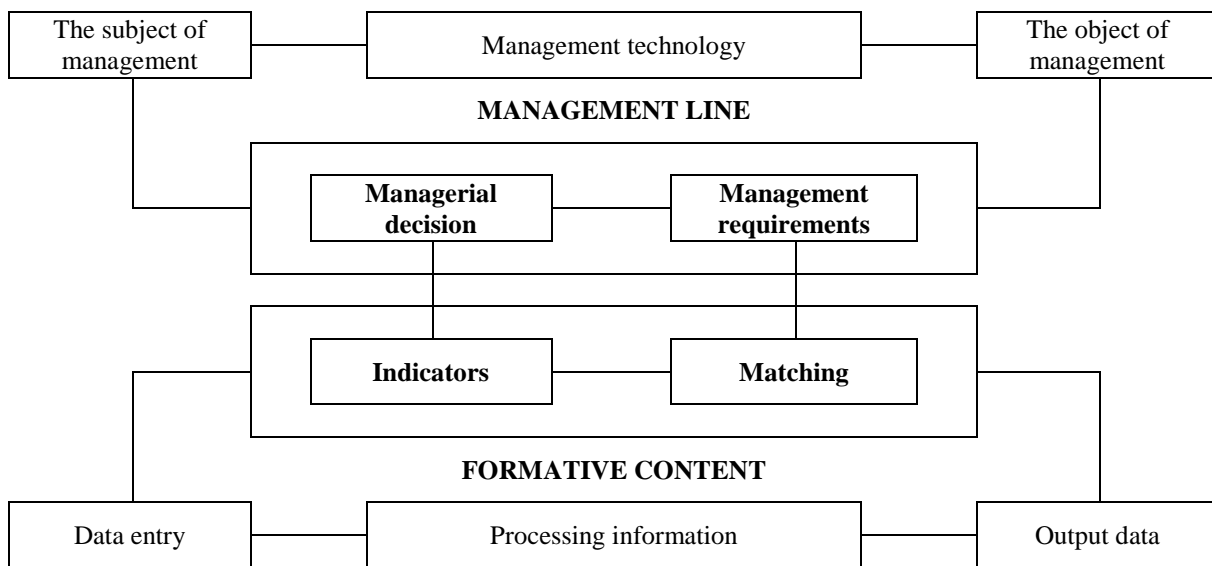 The subject of
management
Management technology
The object of
management
MANAGEMENT LINE
Managerial
decision
Management
requirements
Indicators
Matching
FORMATIVE CONTENT
Data entry
Processing information
Output data